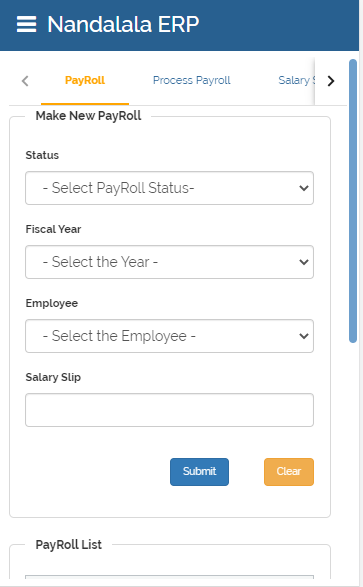 Nandalala ERP
PayRoll Process Payroll Salary S
Make New PayRoll
Status
- Select PayRoll Status-
Fiscal Year
- Select the Year -
Employee
- Select the Employee -
Salary Slip
Submit Clear
PayRoll List